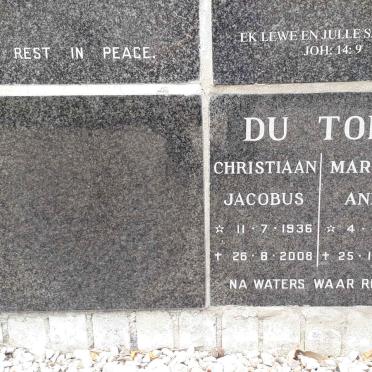 REST IN PEACE.
EK LEWE EN JULLE S
JOH: 14: 9
DU TO
CHRISTIAAN MAR
JACOBUS AN
☆ 11 · 7 · 1936 ☆ 4 ·
✝ 26 · 8 · 2008 ✝ 25 · 1
NA WATERS WAAR R